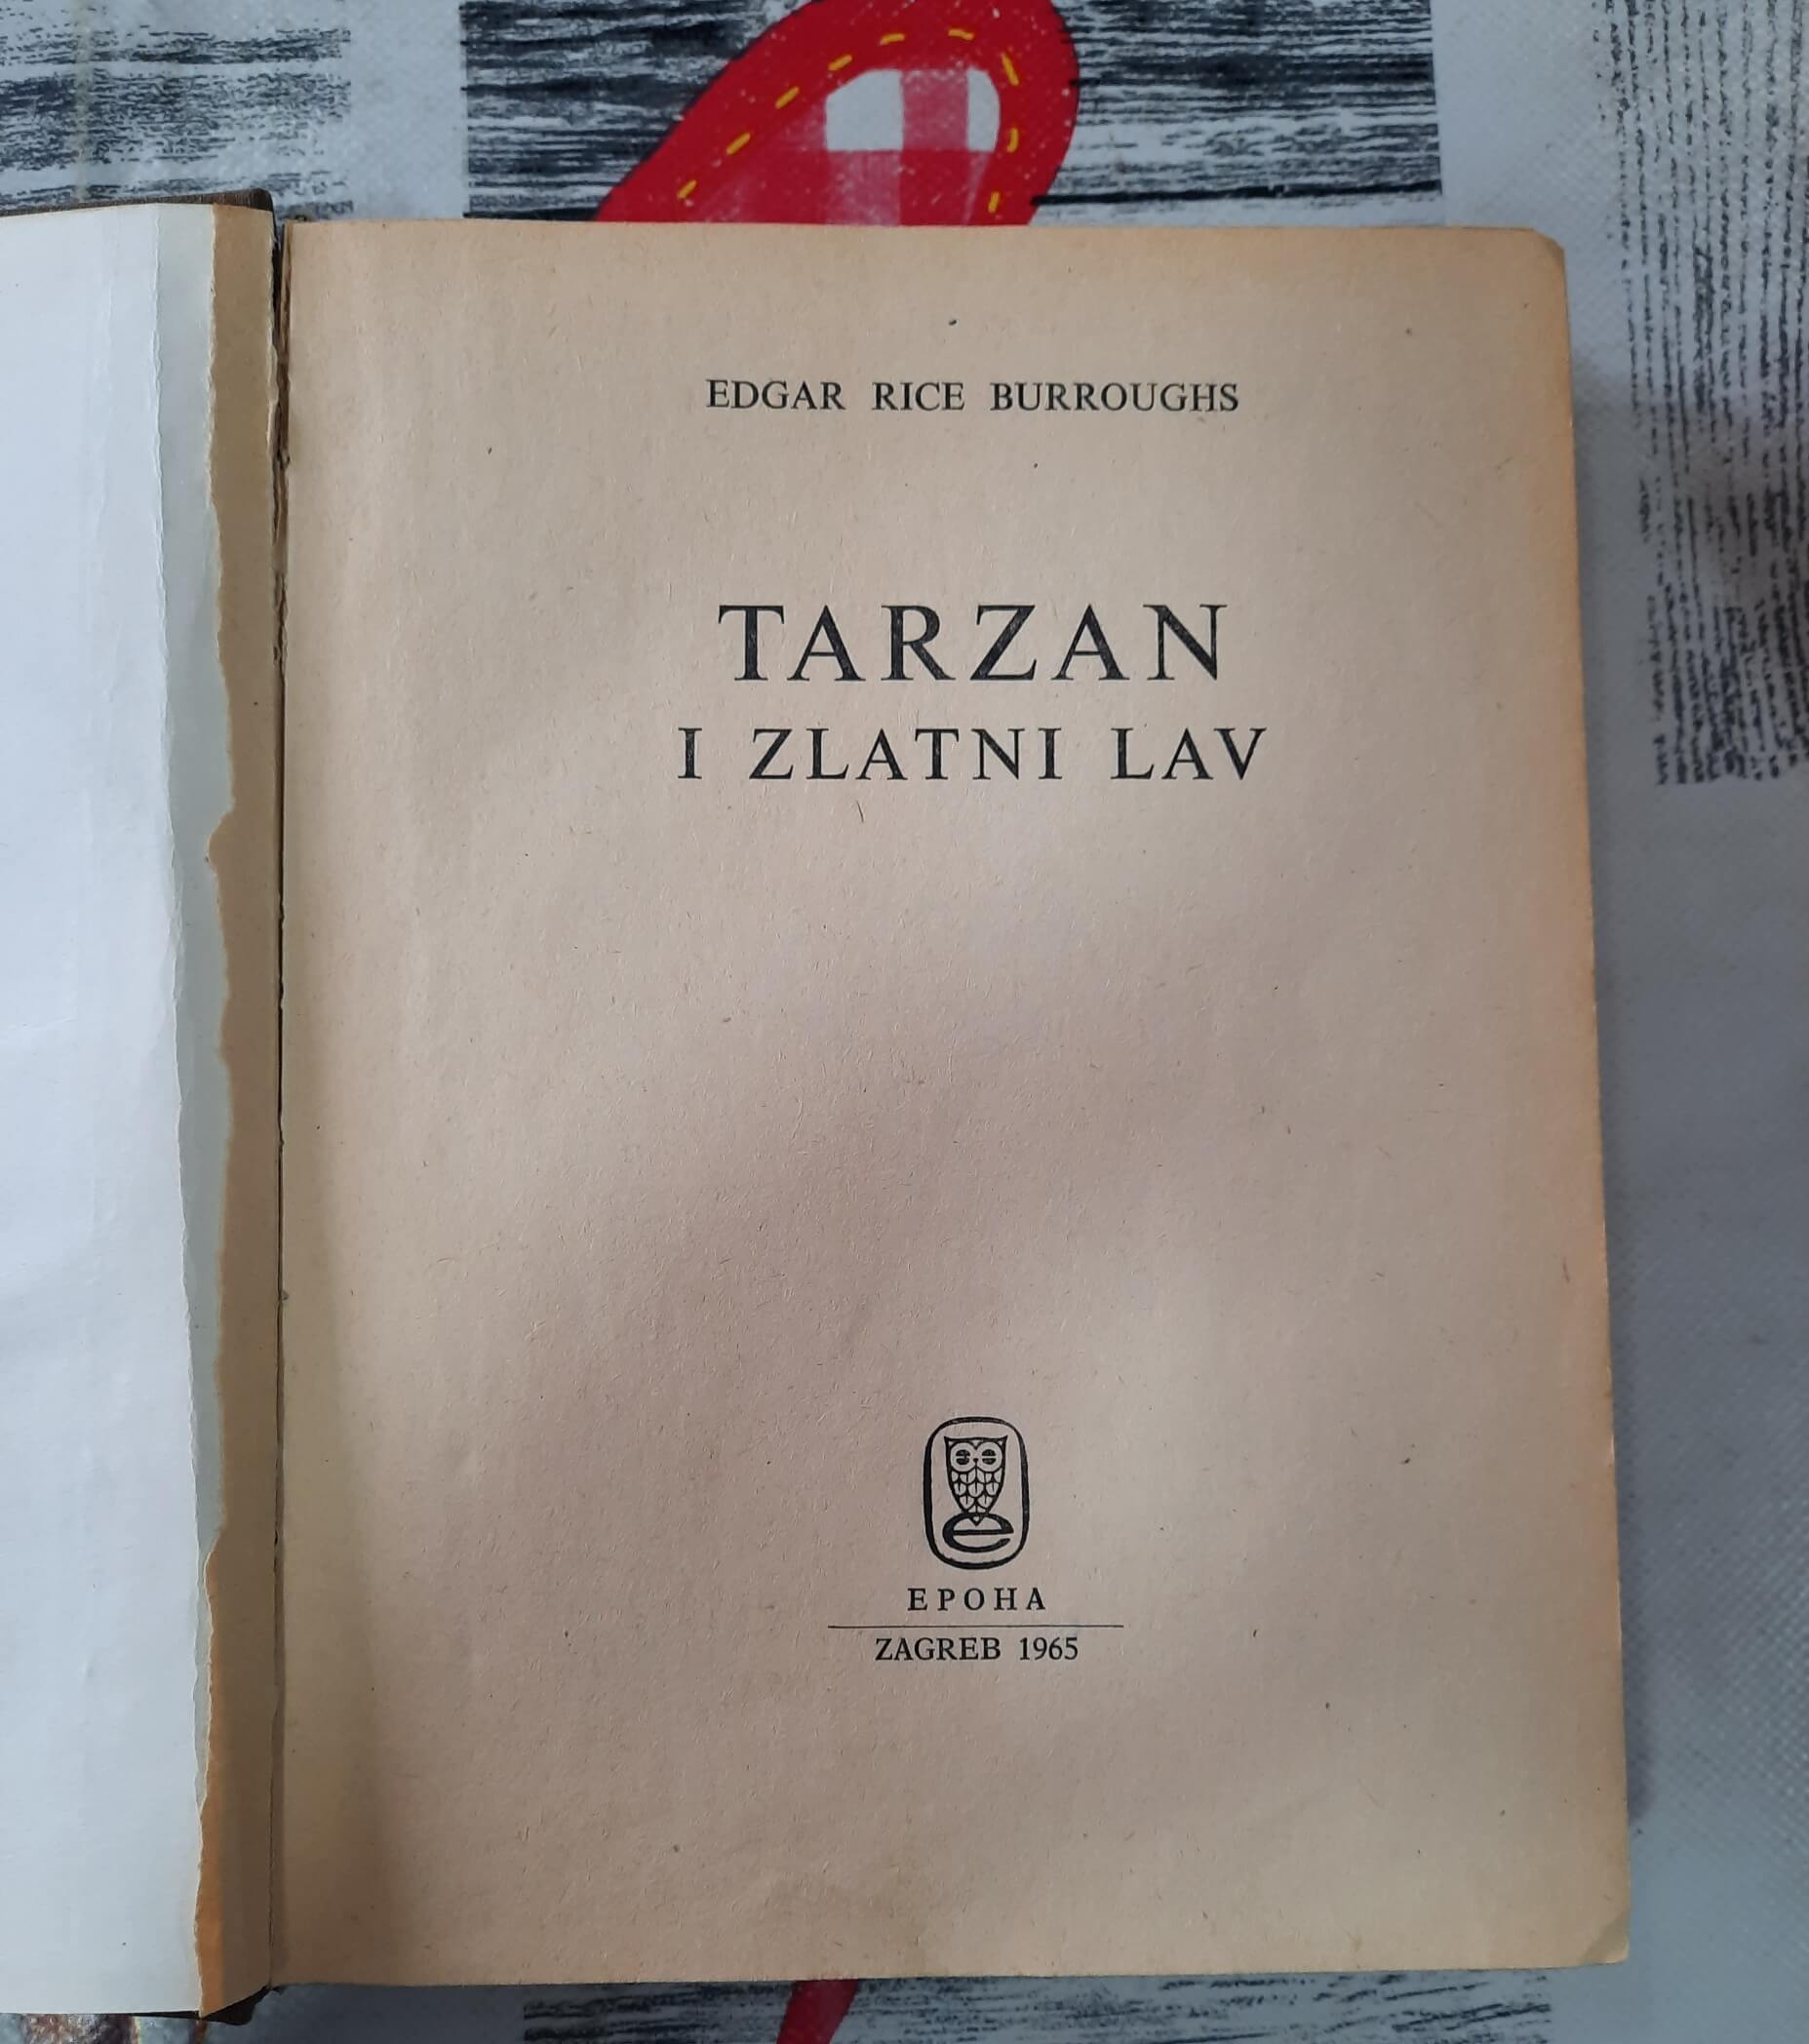 EDGAR RICE BURROUGHS
TARZAN
I ZLATNI LAV
e
EPOHA
ZAGREB 1965